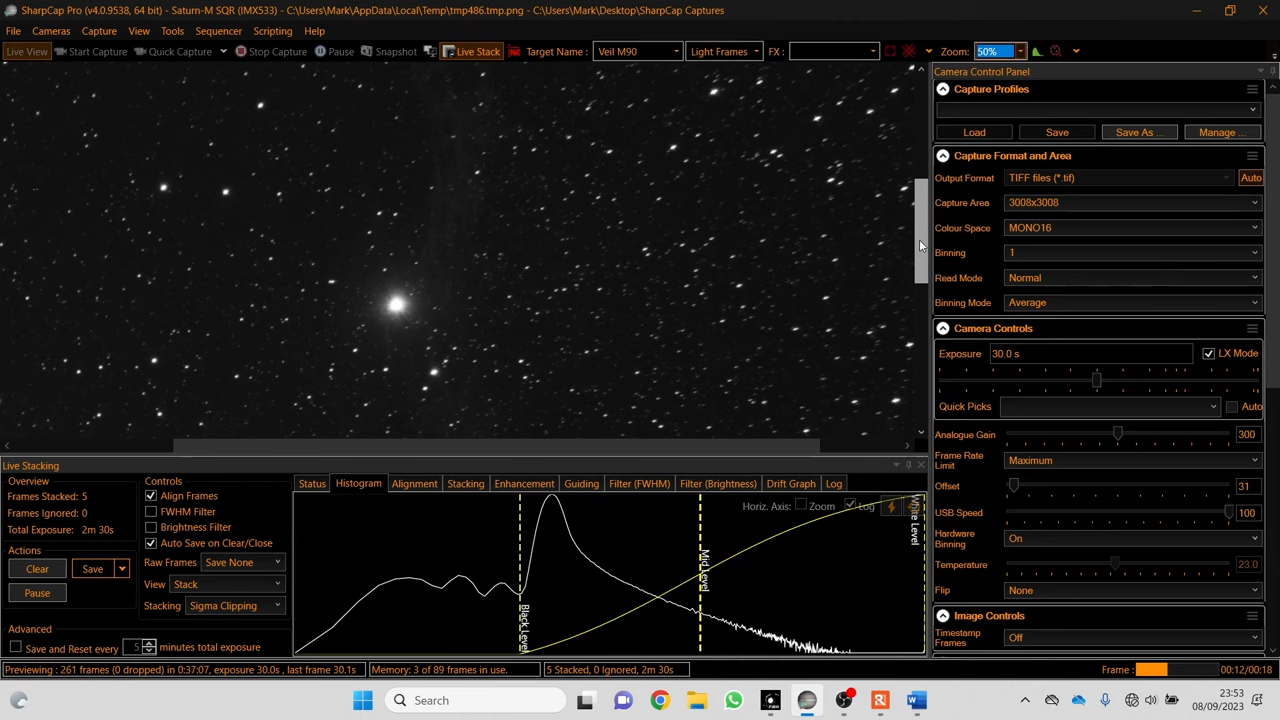 SharpCap Pro (v4.0.9538, 64 bit) - Saturn-M SQR (IMX533) - C:\Users\Mark\AppData\Local\Temp\tmp486.tmp.png - C:\Users\Mark\Desktop\SharpCap Captures
File Cameras Capture View Tools Sequencer Scripting Help
Live View Start Capture Quick Capture Stop Capture Pause Snapshot Live Stack Target Name : Veil M90 Light Frames FX : Zoom: 50%
Camera Control Panel
Capture Profiles
Load Save Save As ... Manage ...
Capture Format and Area
Output Format TIFF files (*.tif) Auto
Capture Area 3008x3008
Colour Space MONO16
Binning 1
Read Mode Normal
Binning Mode Average
Camera Controls
Exposure 30.0 s LX Mode
Quick Picks Auto
Analogue Gain 300
Frame Rate Limit Maximum
Offset 31
USB Speed 100
Hardware Binning On
Temperature 23.0
Flip None
Image Controls
Timestamp Frames Off
Live Stacking
Overview
Frames Stacked: 5
Frames Ignored: 0
Total Exposure: 2m 30s
Actions
Clear Save
Pause
Advanced
Save and Reset every 5 minutes total exposure
Controls
Align Frames
FWHM Filter
Brightness Filter
Auto Save on Clear/Close
Raw Frames Save None
View Stack
Stacking Sigma Clipping
Status Histogram Alignment Stacking Enhancement Guiding Filter (FWHM) Filter (Brightness) Drift Graph Log
Horiz. Axis: Zoom Log
Black Level
Mid Level
White Level
Previewing : 261 frames (0 dropped) in 0:37:07, exposure 30.0s , last frame 30.1s Memory: 3 of 89 frames in use. 5 Stacked, 0 Ignored, 2m 30s Frame : 00:12/00:18
Search
23:53
08/09/2023